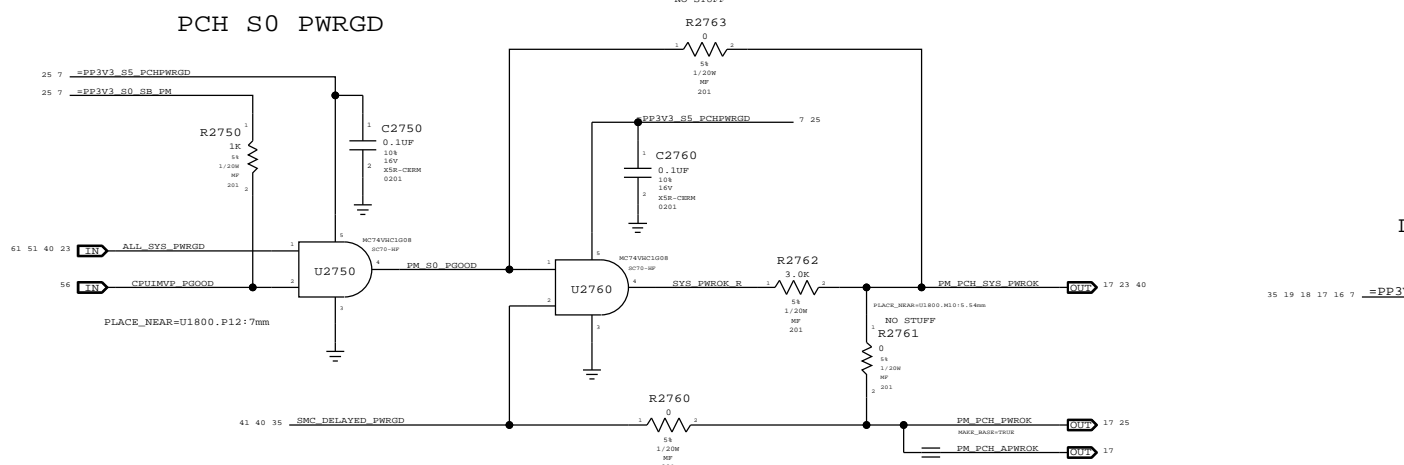 NO STUFF
PCH S0 PWRGD
R2763
0
1 2
5%
1/20W
MF
201
25 7 =PP3V3_S5_PCHPWRGD
25 7 =PP3V3_S0_SB_PM
R2750
1K
5%
1/20W
MF
201
1
2
C2750
0.1UF
10%
16V
X5R-CERM
0201
1
2
=PP3V3_S5_PCHPWRGD 7 25
C2760
0.1UF
10%
16V
X5R-CERM
0201
1
2
61 51 40 23 IN ALL_SYS_PWRGD
56 IN CPUIMVP_PGOOD
PLACE_NEAR=U1800.P12:7mm
MC74VHC1G08
SC70-HF
U2750
1
2
3
4
5
PM_S0_PGOOD
MC74VHC1G08
SC70-HF
U2760
1
2
3
4
5
SYS_PWROK_R
R2762
3.0K
1 2
5%
1/20W
MF
201
PM_PCH_SYS_PWROK OUT 17 23 40
PLACE_NEAR=U1800.M10:5.54mm
NO STUFF
R2761
0
5%
1/20W
MF
201
1
2
35 19 18 17 16 7
41 40 35 SMC_DELAYED_PWRGD
R2760
0
1 2
5%
1/20W
MF
PM_PCH_PWROK OUT 17 25
MAKE_BASE=TRUE
PM_PCH_APWROK OUT 17